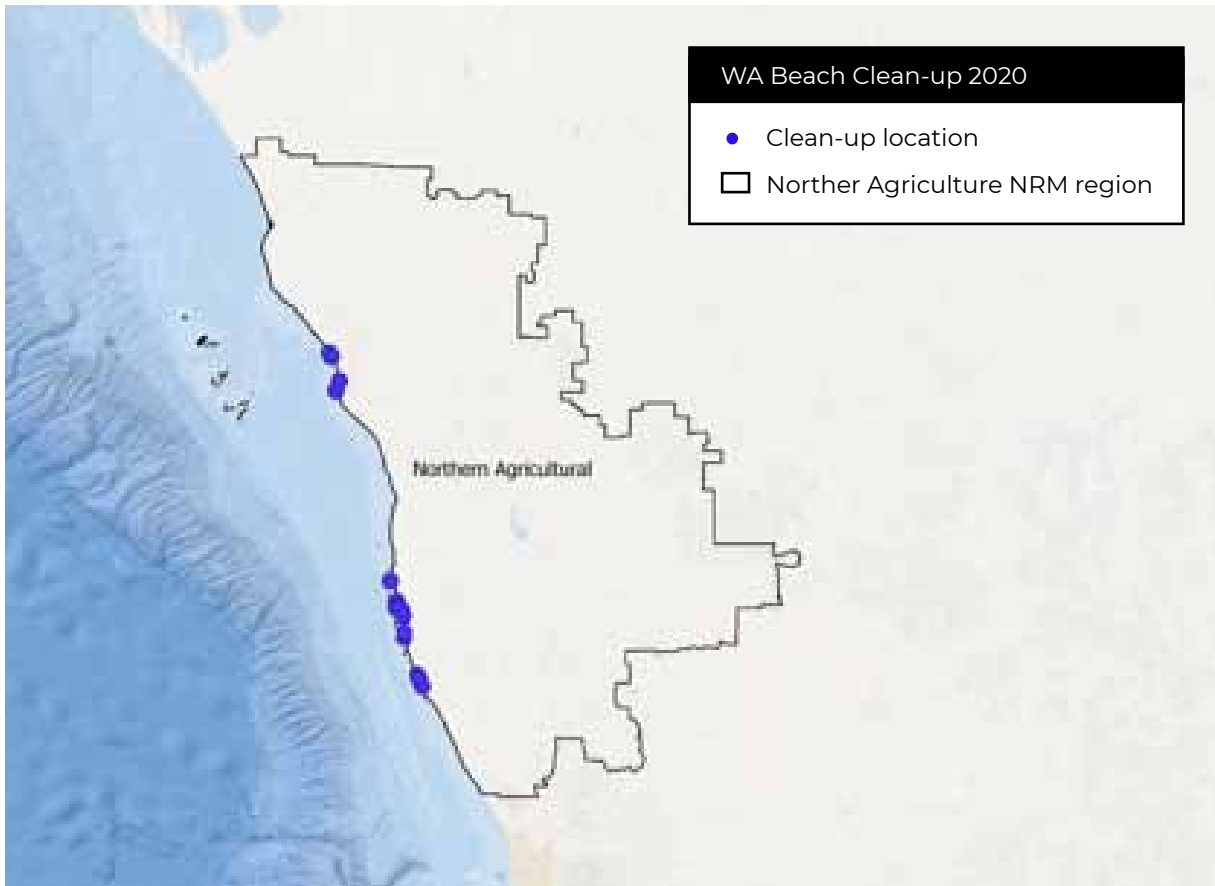 WA Beach Clean-up 2020
Clean-up location
Norther Agriculture NRM region
Northern Agricultural